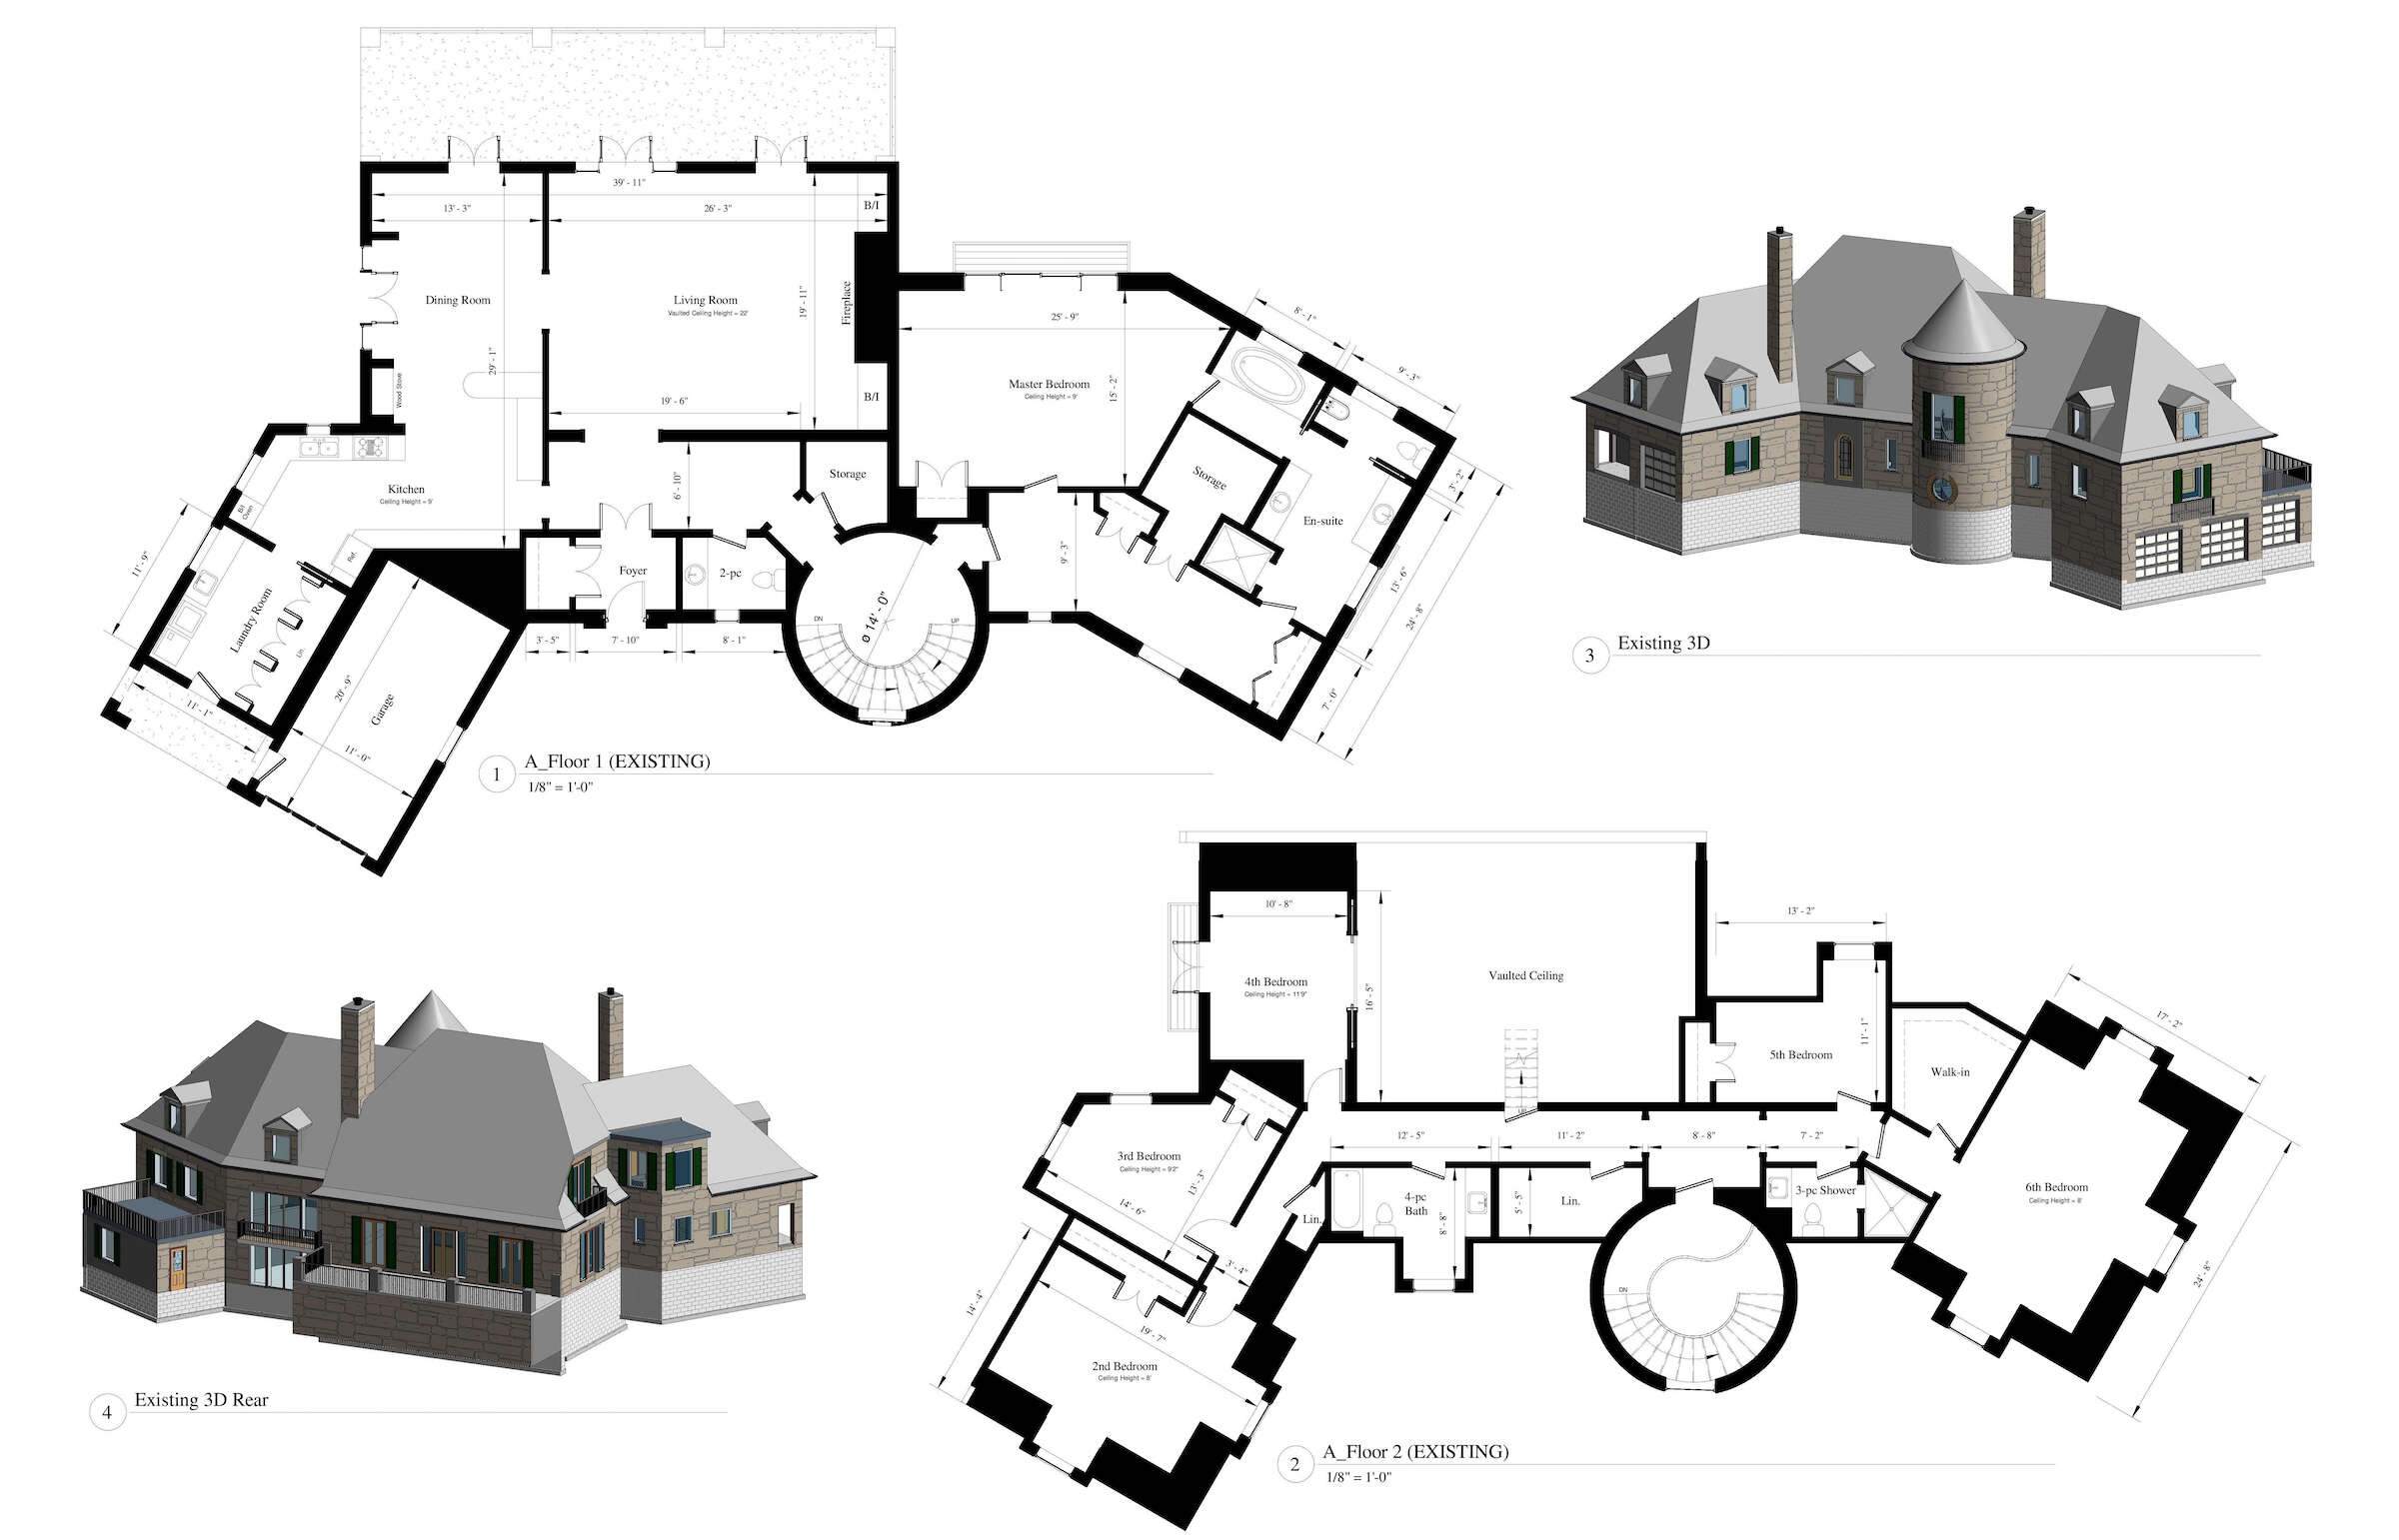 39' - 11"
13' - 3"
26' - 3"
B/I
Dining Room
Living Room
Vaulted Ceiling Height = 22'
19' - 11"
Fireplace
29' - 1"
Wood Stove
19' - 6"
B/I
25' - 9"
Master Bedroom
Ceiling Height = 9'
15' - 2"
8' - 1"
9' - 3"
3' - 2"
Kitchen
Ceiling Height = 9'
Storage
6' - 10"
Storage
En-suite
Ref.
11' - 9"
Laundry Room
Lin.
Foyer
2-pc
9' - 3"
13' - 6"
24' - 8"
7' - 0"
3' - 5"
7' - 10"
8' - 1"
DN
ø 14' - 0"
UP
20' - 9"
Garage
11' - 1"
11' - 0"
1
A_Floor 1 (EXISTING)
1/8" = 1'-0"
3
Existing 3D
10' - 8"
4th Bedroom
Ceiling Height = 11'9"
16' - 5"
Vaulted Ceiling
13' - 2"
11' - 1"
5th Bedroom
Walk-in
17' - 2"
UP
3rd Bedroom
Ceiling Height = 9'2"
13' - 3"
14' - 6"
12' - 5"
11' - 2"
8' - 8"
7' - 2"
Lin.
4-pc
Bath
8' - 8"
5' - 5"
Lin.
3-pc Shower
6th Bedroom
Ceiling Height = 8'
24' - 8"
3' - 4"
14' - 4"
19' - 7"
2nd Bedroom
Ceiling Height = 8'
DN
4
Existing 3D Rear
2
A_Floor 2 (EXISTING)
1/8" = 1'-0"